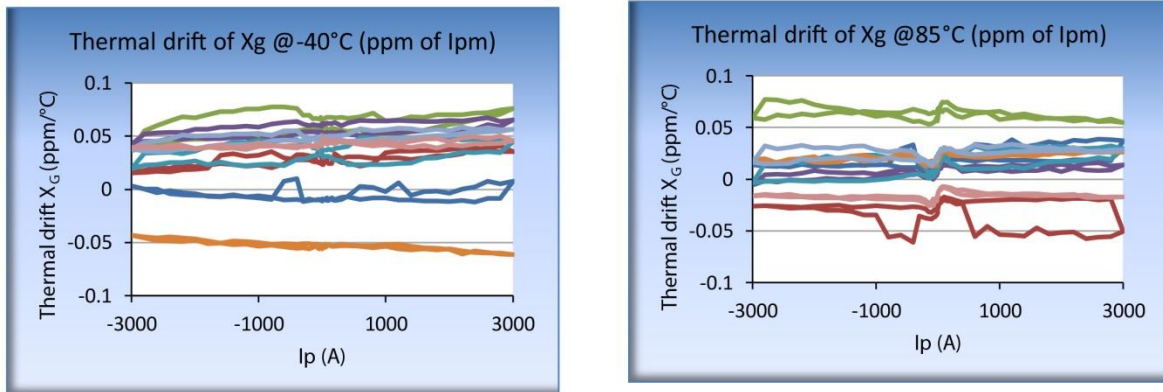 Thermal drift of Xg @-40°C (ppm of Ipm)
Thermal drift X_G (ppm/°C)
0.1
0.05
0
-0.05
-0.1
-3000 -1000 1000 3000
Ip (A)
Thermal drift of Xg @85°C (ppm of Ipm)
Thermal drift X_G (ppm/°C)
0.1
0.05
0
-0.05
-0.1
-3000 -1000 1000 3000
Ip (A)